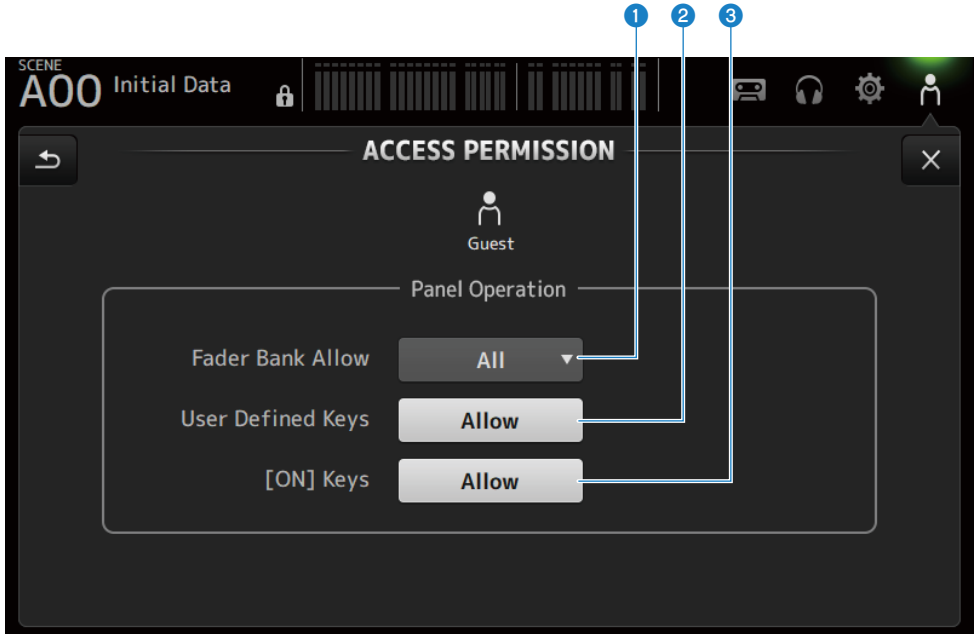 1 2 3
SCENE
A00 Initial Data
ACCESS PERMISSION
Guest
Panel Operation
Fader Bank Allow All
User Defined Keys Allow
[ON] Keys Allow